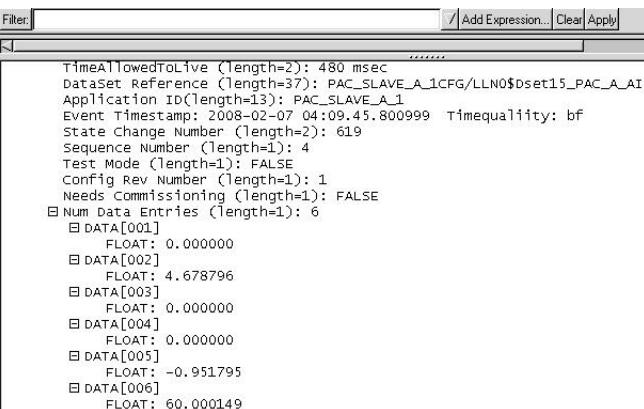 Filter:
Add Expression... Clear Apply
TimeAllowedToLive (length=2): 480 msec
DataSet Reference (length=37): PAC_SLAVE_A_1CFG/LLN0$Dset15_PAC_A_AI
Application ID(length=13): PAC_SLAVE_A_1
Event Timestamp: 2008-02-07 04:09.45.800999 Timequaliity: bf
State Change Number (length=2): 619
Sequence Number (length=1): 4
Test Mode (length=1): FALSE
Config Rev Number (length=1): 1
Needs Commissioning (length=1): FALSE
Num Data Entries (length=1): 6
DATA[001]
FLOAT: 0.000000
DATA[002]
FLOAT: 4.678796
DATA[003]
FLOAT: 0.000000
DATA[004]
FLOAT: 0.000000
DATA[005]
FLOAT: -0.951795
DATA[006]
FLOAT: 60.000149